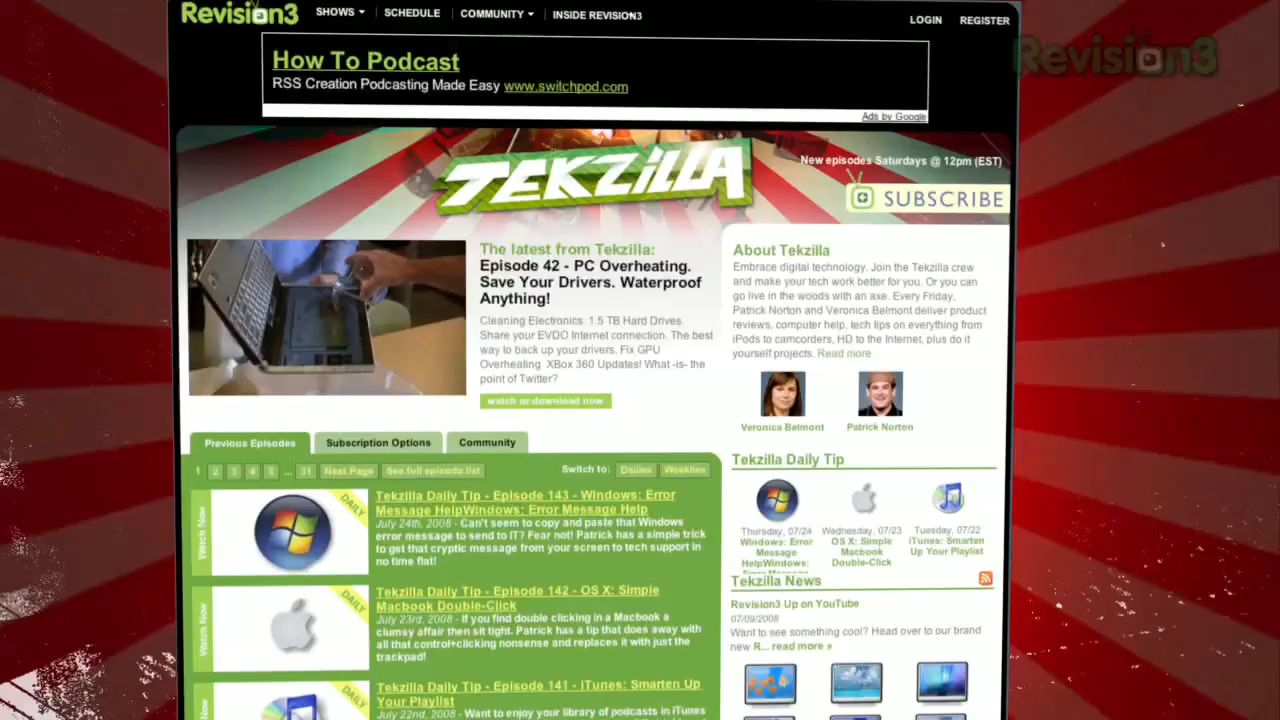 Revision3
SHOWS
SCHEDULE
COMMUNITY
INSIDE REVISION3
LOGIN
REGISTER
Revision3
How To Podcast
RSS Creation Podcasting Made Easy www.switchpod.com
Ads by Google
TEKZILLA
New episodes Saturdays @ 12pm (EST)
SUBSCRIBE
The latest from Tekzilla:
Episode 42 - PC Overheating.
Save Your Drivers. Waterproof
Anything!
Cleaning Electronics. 1.5 TB Hard Drives.
Share your EVDO Internet connection. The best
way to back up your drivers. Fix GPU
Overheating. XBox 360 Updates! What -is- the
point of Twitter?
watch or download now
About Tekzilla
Embrace digital technology. Join the Tekzilla crew
and make your tech work better for you. Or you can
go live in the woods with an axe. Every Friday,
Patrick Norton and Veronica Belmont deliver product
reviews, computer help, tech tips on everything from
iPods to camcorders, HD to the Internet, plus do it
yourself projects. Read more
Veronica Belmont
Patrick Norton
Previous Episodes
Subscription Options
Community
1 2 3 4 5 ... 31 Next Page See full episode list
Switch to: Dailies Weeklies
Watch Now
DAILY
Tekzilla Daily Tip - Episode 143 - Windows: Error
Message HelpWindows: Error Message Help
July 24th, 2008 - Can't seem to copy and paste that Windows
error message to send to IT? Fear not! Patrick has a simple trick
to get that cryptic message from your screen to tech support in
no time flat!
Watch Now
DAILY
Tekzilla Daily Tip - Episode 142 - OS X: Simple
Macbook Double-Click
July 23rd, 2008 - If you find double clicking in a Macbook a
clumsy affair then sit tight. Patrick has a tip that does away with
all that control+clicking nonsense and replaces it with just the
trackpad!
DAILY
Tekzilla Daily Tip - Episode 141 - iTunes: Smarten Up
Your Playlist
July 22nd, 2008 - Want to enjoy your library of podcasts in iTunes
Tekzilla Daily Tip
Thursday, 07/24
Windows: Error
Message
HelpWindows:
Error Message
Wednesday, 07/23
OS X: Simple
Macbook
Double-Click
Tuesday, 07/22
iTunes: Smarten
Up Your Playlist
Tekzilla News
Revision3 Up on YouTube
07/09/2008
Want to see something cool? Head over to our brand
new R... read more »